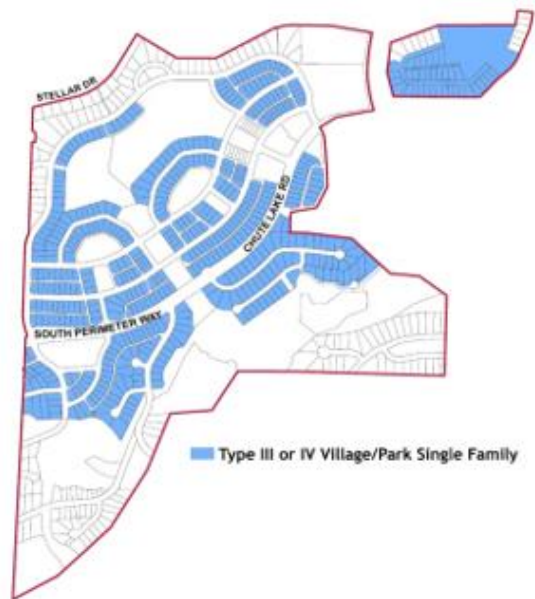 STELLAR DR
CHUTE LAKE RD
SOUTH PERIMETER WAY
Type III or IV Village/Park Single Family